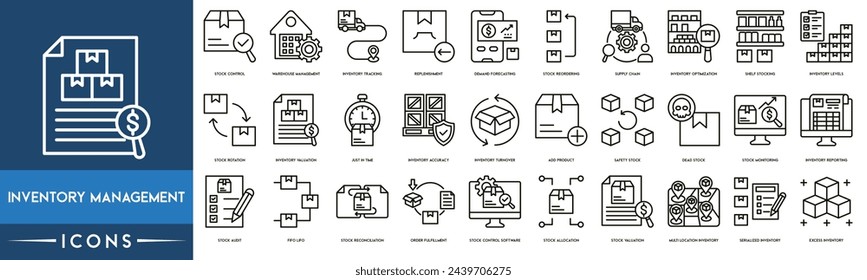 INVENTORY MANAGEMENT
ICONS
STOCK CONTROL
WAREHOUSE MANAGEMENT
INVENTORY TRACKING
REPLENISHMENT
DEMAND FORECASTING
STOCK REORDERING
SUPPLY CHAIN
INVENTORY OPTIMIZATION
SHELF STOCKING
INVENTORY LEVELS
STOCK ROTATION
INVENTORY VALUATION
JUST IN TIME
INVENTORY ACCURACY
INVENTORY TURNOVER
ADD PRODUCT
SAFETY STOCK
DEAD STOCK
STOCK MONITORING
INVENTORY REPORTING
STOCK AUDIT
FIFO LIFO
STOCK RECONCILIATION
ORDER FULFILLMENT
STOCK CONTROL SOFTWARE
STOCK ALLOCATION
STOCK VALUATION
MULTI LOCATION INVENTORY
SERIALIZED INVENTORY
EXCESS INVENTORY
shutterstock.com · 2439706275